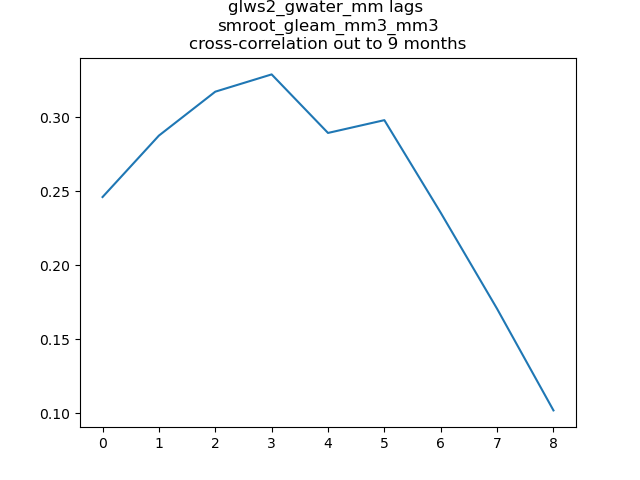 glws2_gwater_mm lags
smroot_gleam_mm3_mm3
cross-correlation out to 9 months
0.30
0.25
0.20
0.15
0.10
0 1 2 3 4 5 6 7 8